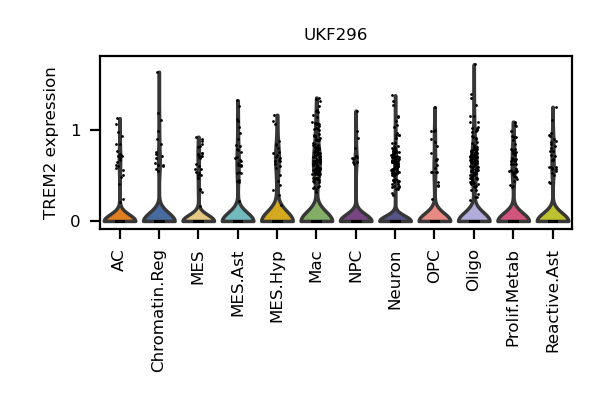 UKF296
TREM2 expression
1
0
AC
Chromatin.Reg
MES
MES.Ast
MES.Hyp
Mac
NPC
Neuron
OPC
Oligo
Prolif.Metab
Reactive.Ast